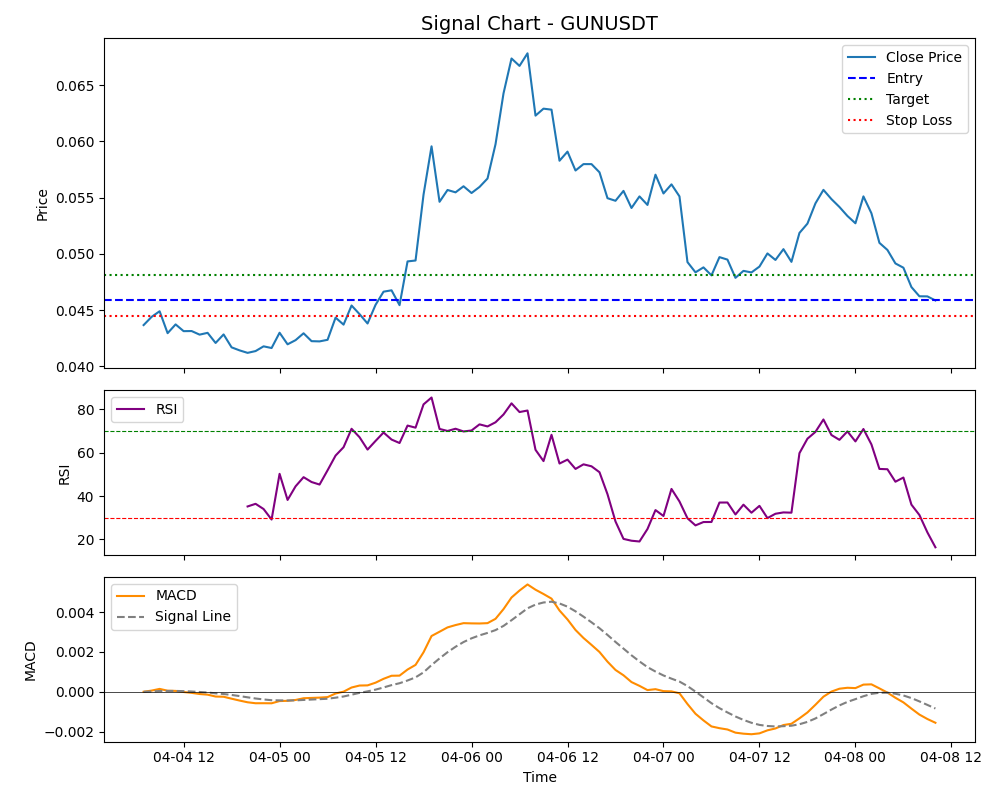 Signal Chart - GUNUSDT
Close Price
Entry
Target
Stop Loss
0.065
0.060
0.055
0.050
0.045
0.040
Price
RSI
80
60
40
20
RSI
MACD
Signal Line
0.004
0.002
0.000
−0.002
MACD
04-04 12
04-05 00
04-05 12
04-06 00
04-06 12
04-07 00
04-07 12
04-08 00
04-08 12
Time